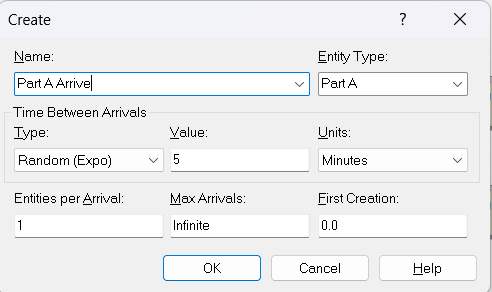 Create ?
Name: Entity Type:
Part A Arrive Part A
Time Between Arrivals
Type: Value: Units:
Random (Expo) 5 Minutes
Entities per Arrival: Max Arrivals: First Creation:
1 Infinite 0.0
OK Cancel Help